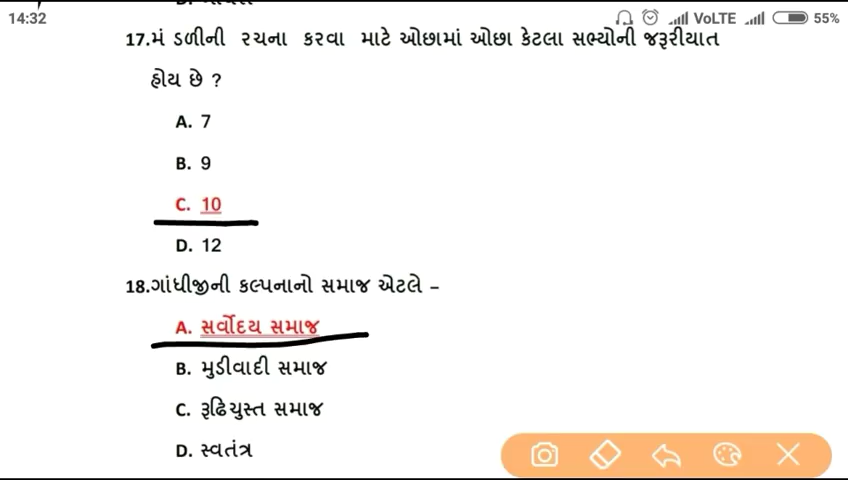 14:32 VoLTE 55%
17.મંડળીની રચના કરવા માટે ઓછામાં ઓછા કેટલા સભ્યોની જરૂરીયાત
હોય છે ?
A. 7
B. 9
C. 10
D. 12
18.ગાંધીજીની કલ્પનાનો સમાજ એટલે –
A. સર્વોદય સમાજ
B. મુડીવાદી સમાજ
C. રૂઢિચુસ્ત સમાજ
D. સ્વતંત્ર